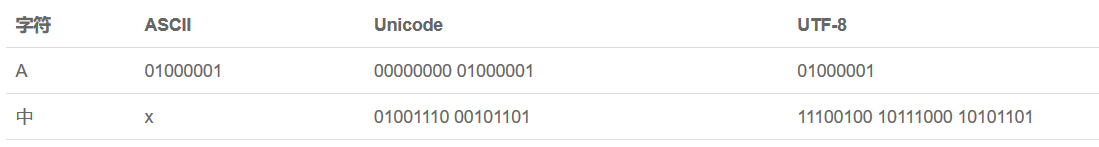 字符 ASCII Unicode UTF-8
A 01000001 00000000 01000001 01000001
中 x 01001110 00101101 11100100 10111000 10101101